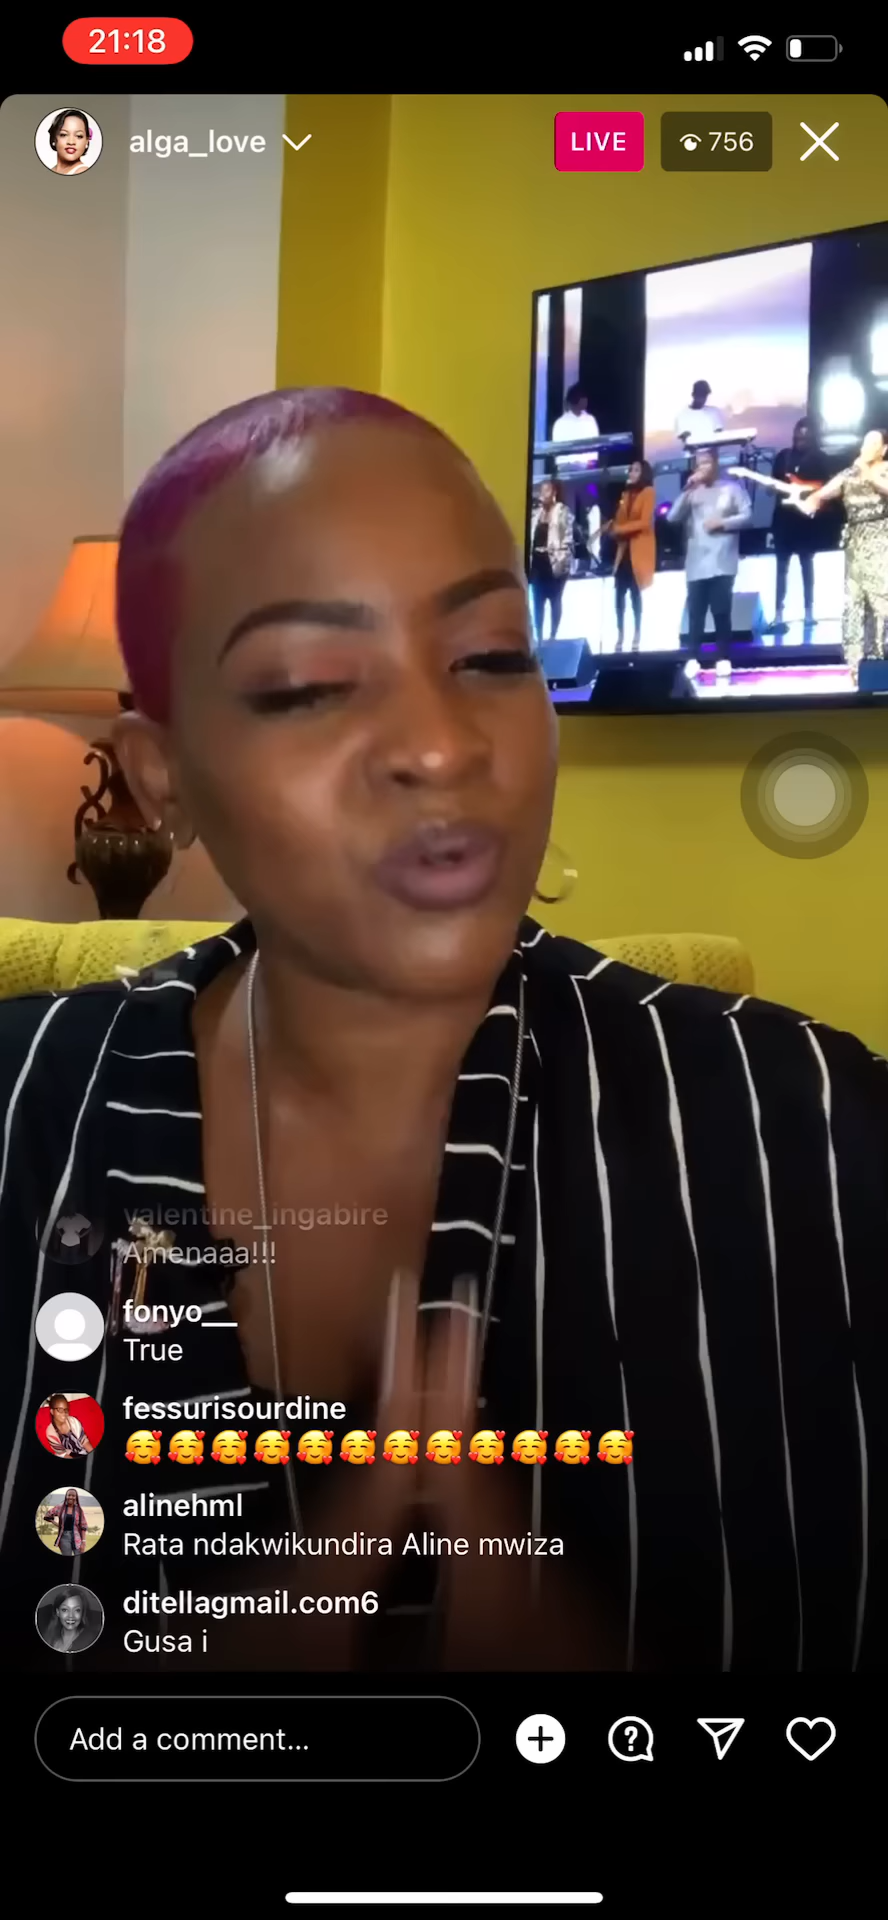 21:18
alga_love
LIVE
756
valentine_ingabire
Amenaaa!!!
fonyo__
True
fessurisourdine
🥰🥰🥰🥰🥰🥰🥰🥰🥰🥰🥰🥰
alinehml
Rata ndakwikundira Aline mwiza
ditellagmail.com6
Gusa i
Add a comment...